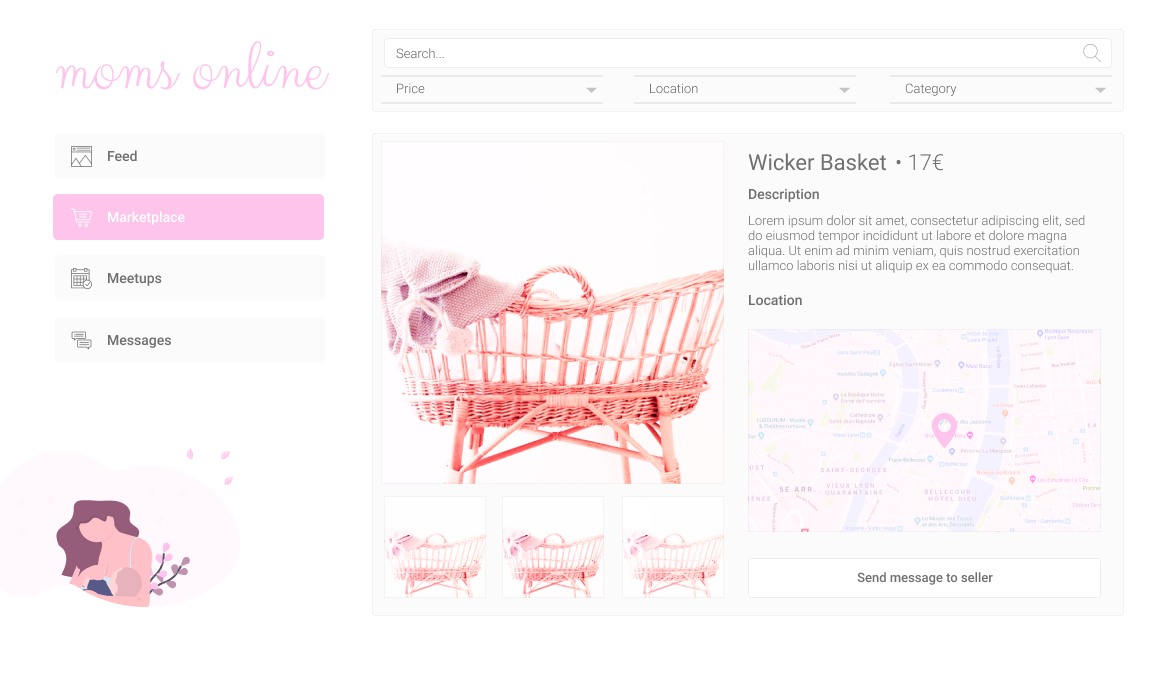 moms online
Search...
Price
Location
Category
Feed
Marketplace
Meetups
Messages
Wicker Basket • 17€
Description
Lorem ipsum dolor sit amet, consectetur adipiscing elit, sed
do eiusmod tempor incididunt ut labore et dolore magna
aliqua. Ut enim ad minim veniam, quis nostrud exercitation
ullamco laboris nisi ut aliquip ex ea commodo consequat.
Location
SAINT-GEORGES
VIEUX LYON
QUARANTAINE
5E ARR
BELLECOUR
HOTEL DIEU
Send message to seller